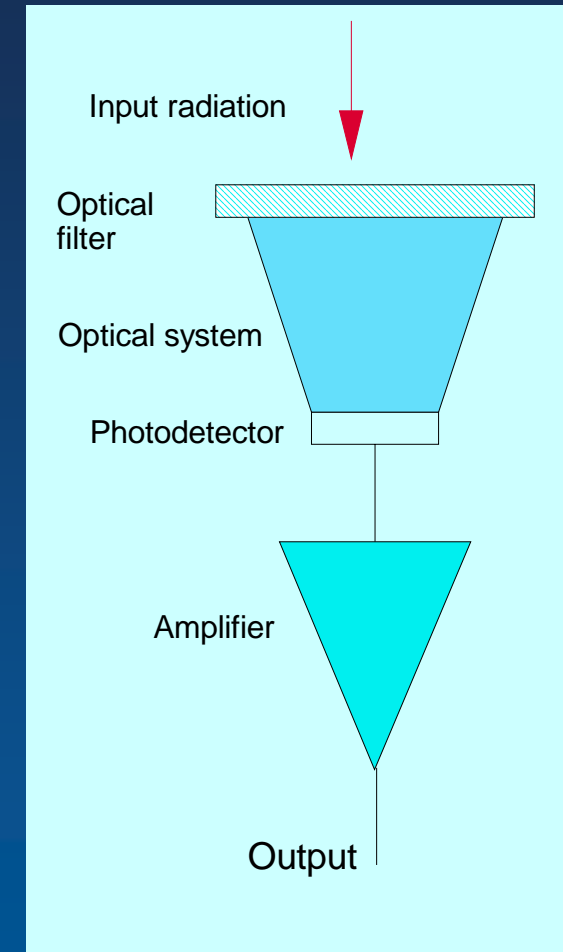 Input radiation
Optical
filter
Optical system
Photodetector
Amplifier
Output